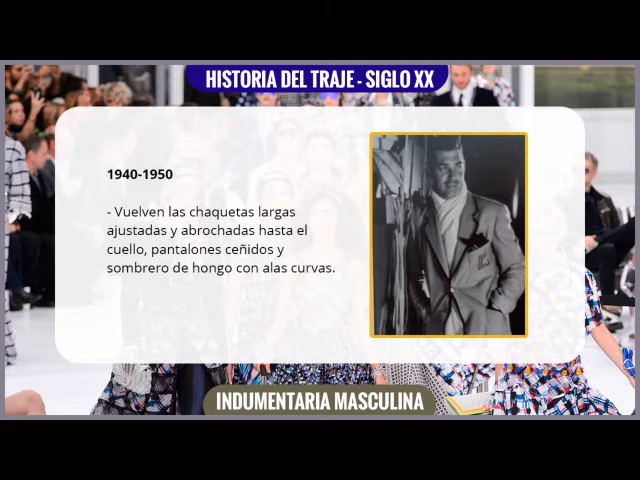 HISTORIA DEL TRAJE - SIGLO XX
1940-1950
- Vuelven las chaquetas largas
ajustadas y abrochadas hasta el
cuello, pantalones ceñidos y
sombrero de hongo con alas curvas.
INDUMENTARIA MASCULINA